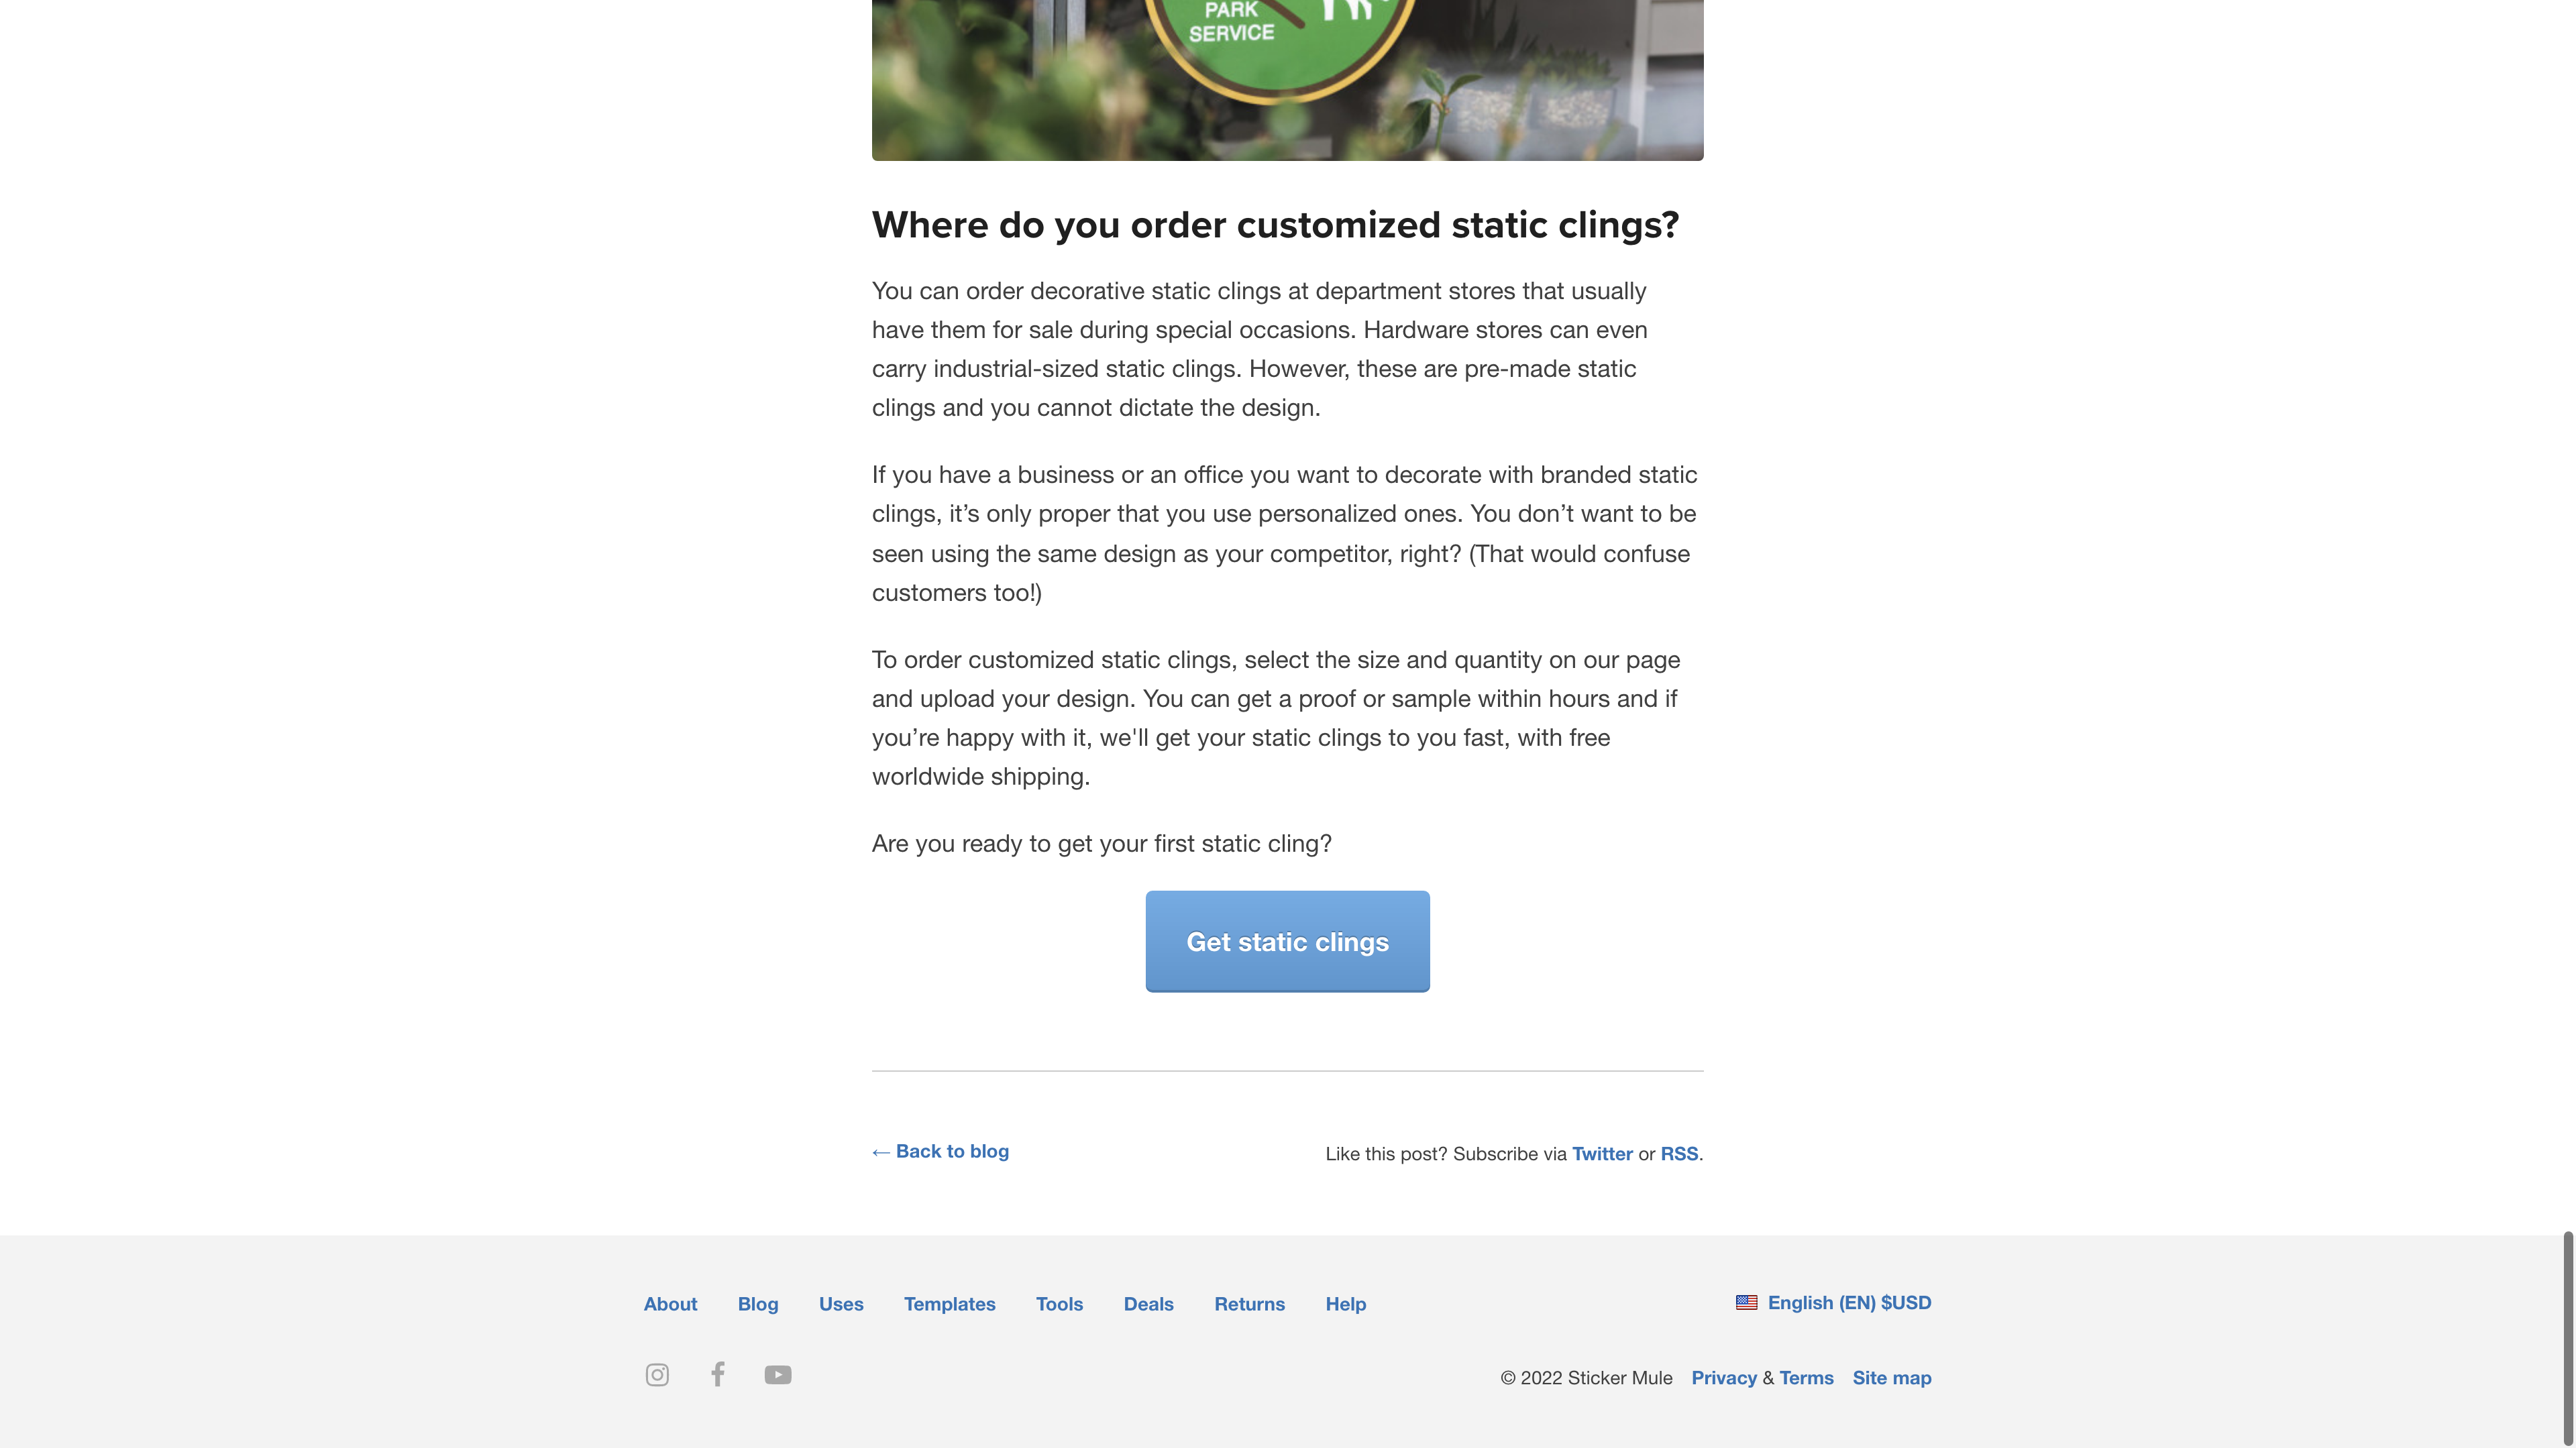 PARK
SERVICE
Where do you order customized static clings?
You can order decorative static clings at department stores that usually
have them for sale during special occasions. Hardware stores can even
carry industrial-sized static clings. However, these are pre-made static
clings and you cannot dictate the design.
If you have a business or an office you want to decorate with branded static
clings, it’s only proper that you use personalized ones. You don’t want to be
seen using the same design as your competitor, right? (That would confuse
customers too!)
To order customized static clings, select the size and quantity on our page
and upload your design. You can get a proof or sample within hours and if
you’re happy with it, we'll get your static clings to you fast, with free
worldwide shipping.
Are you ready to get your first static cling?
Get static clings
← Back to blog
Like this post? Subscribe via Twitter or RSS.
About Blog Uses Templates Tools Deals Returns Help
English (EN) $USD
© 2022 Sticker Mule Privacy & Terms Site map